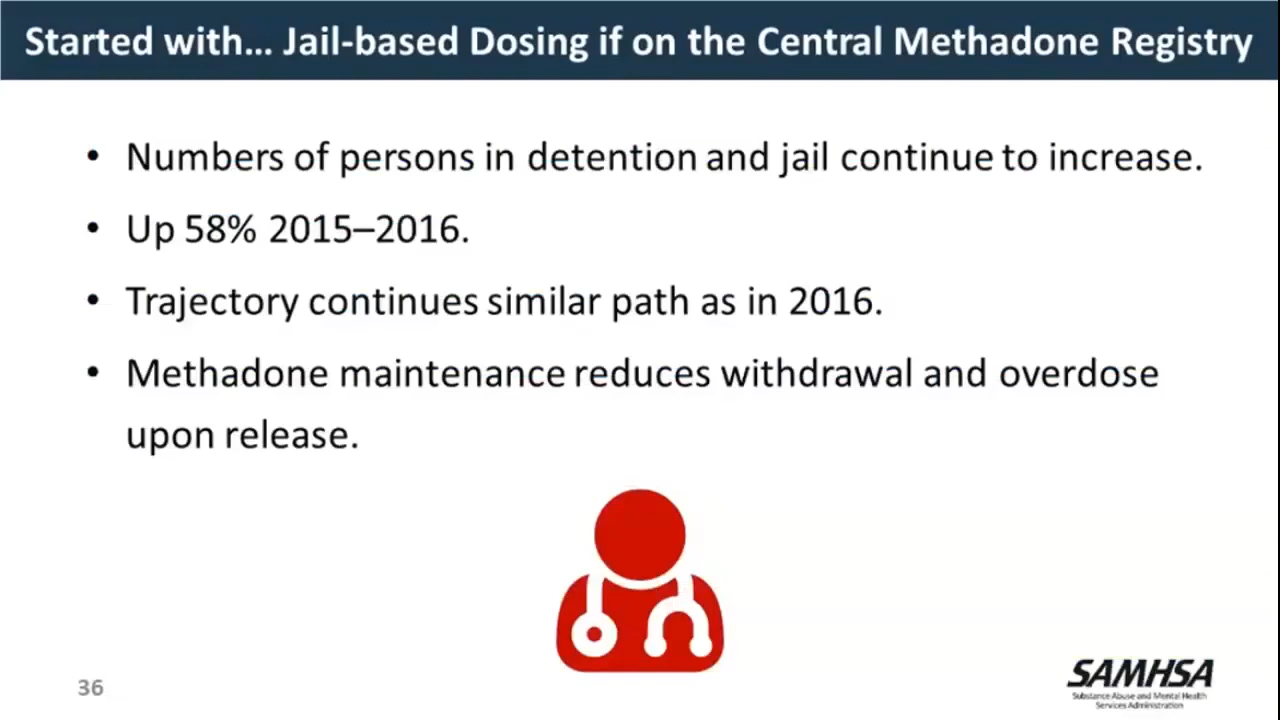 Started with... Jail-based Dosing if on the Central Methadone Registry
• Numbers of persons in detention and jail continue to increase.
• Up 58% 2015–2016.
• Trajectory continues similar path as in 2016.
• Methadone maintenance reduces withdrawal and overdose
upon release.
36
SAMHSA
Substance Abuse and Mental Health
Services Administration